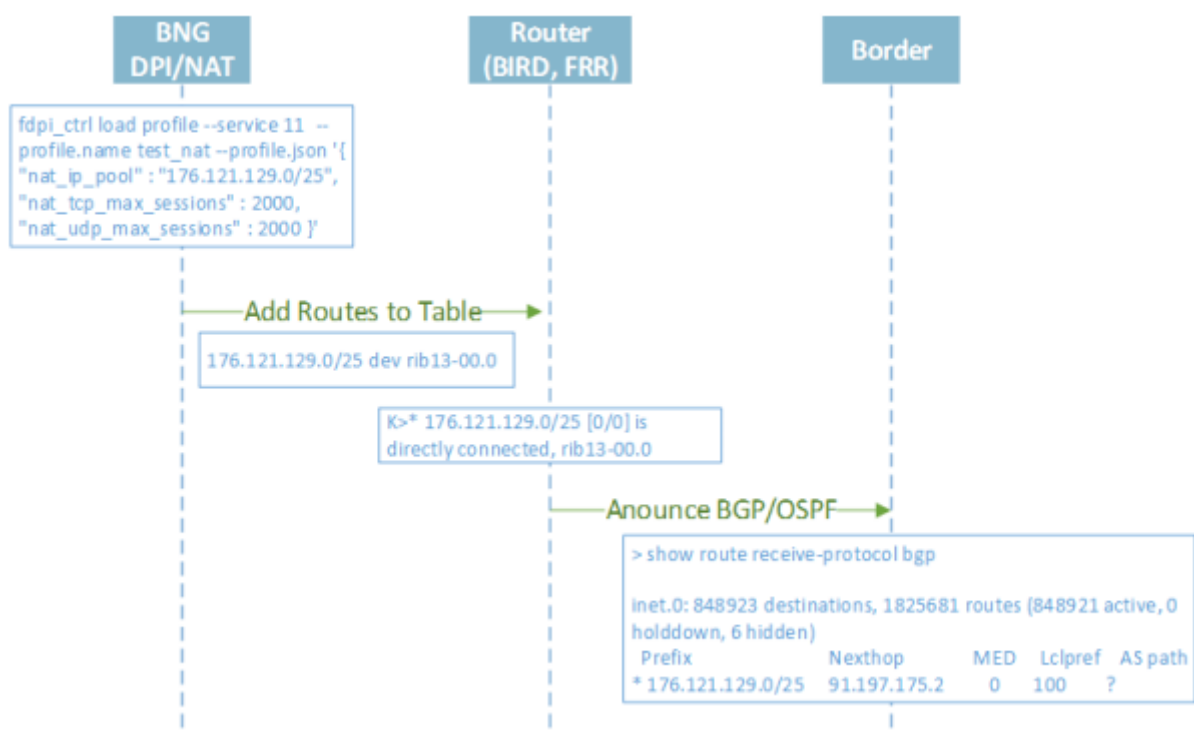 BNG
DPI/NAT
Router
(BIRD, FRR)
Border
fdpi_ctrl load profile --service 11 --
profile.name test_nat --profile.json '{
"nat_ip_pool" : "176.121.129.0/25",
"nat_tcp_max_sessions" : 2000,
"nat_udp_max_sessions" : 2000 }'
Add Routes to Table
176.121.129.0/25 dev rib13-00.0
K>* 176.121.129.0/25 [0/0] is
directly connected, rib13-00.0
Anounce BGP/OSPF
> show route receive-protocol bgp
inet.0: 848923 destinations, 1825681 routes (848921 active, 0
holddown, 6 hidden)
Prefix Nexthop MED Lclpref AS path
* 176.121.129.0/25 91.197.175.2 0 100 ?